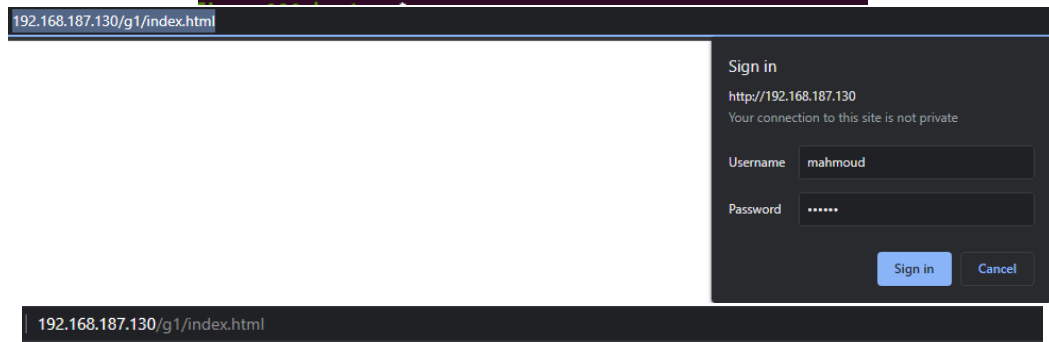 192.168.187.130/g1/index.html
Sign in
http://192.168.187.130
Your connection to this site is not private
Username mahmoud
Password ••••••
Sign in Cancel
192.168.187.130/g1/index.html